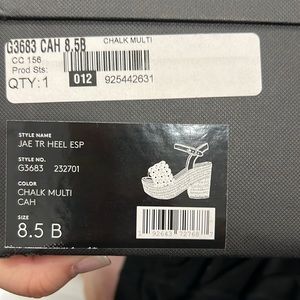 G3683 CAH 8.5B CHALK MULTI
CC 156
Prod Sts:
QTY: 1 012 925442631
STYLE NAME
JAE TR HEEL ESP
STYLE NO.
G3683 232701
COLOR
CHALK MULTI
CAH
SIZE
8.5 B